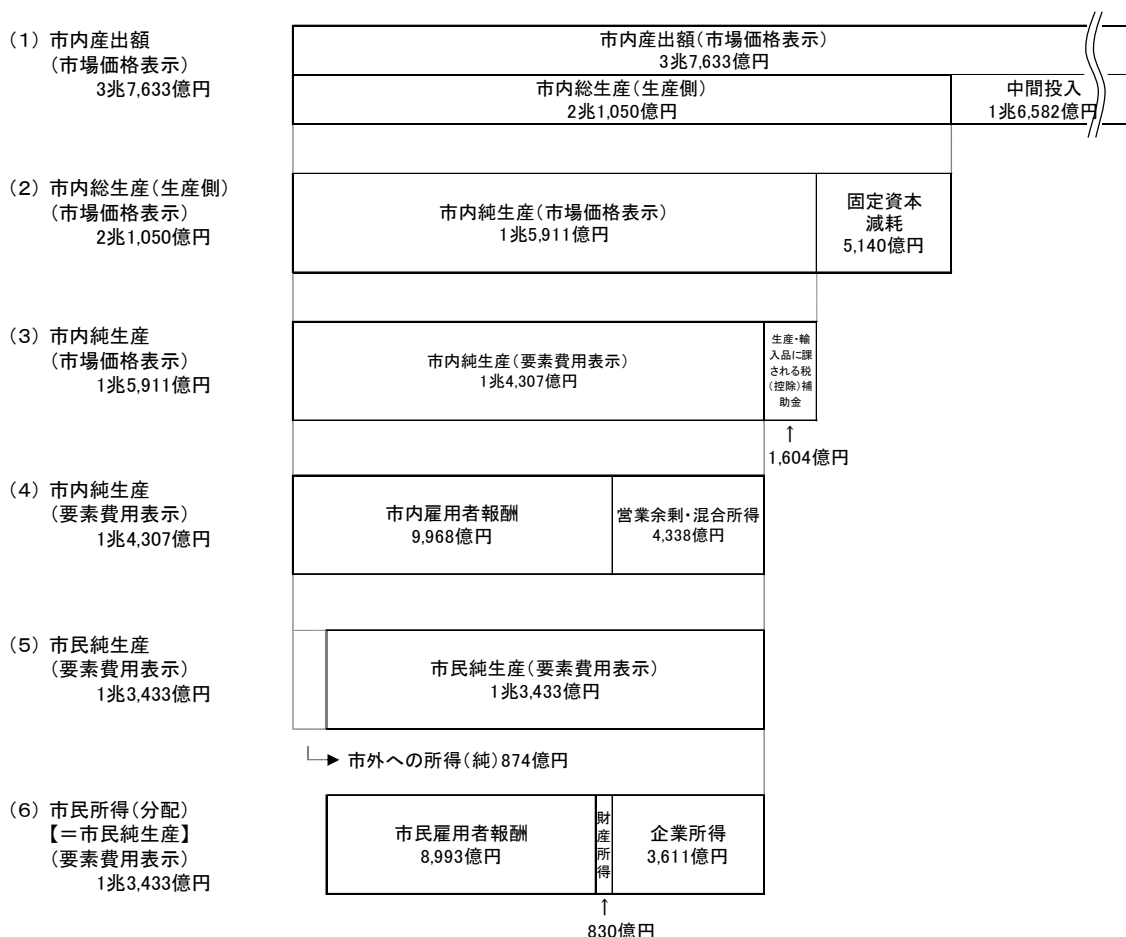 (1) 市内産出額
(市場価格表示)
3兆7,633億円
市内産出額(市場価格表示)
3兆7,633億円
市内総生産(生産側)
2兆1,050億円
中間投入
1兆6,582億円
(2) 市内総生産(生産側)
(市場価格表示)
2兆1,050億円
市内純生産(市場価格表示)
1兆5,911億円
固定資本
減耗
5,140億円
(3) 市内純生産
(市場価格表示)
1兆5,911億円
市内純生産(要素費用表示)
1兆4,307億円
生産・輸
入品に課
される税
(控除)補
助金
↑
1,604億円
(4) 市内純生産
(要素費用表示)
1兆4,307億円
市内雇用者報酬
9,968億円
営業余剰・混合所得
4,338億円
(5) 市民純生産
(要素費用表示)
1兆3,433億円
市民純生産(要素費用表示)
1兆3,433億円
市外への所得(純)874億円
(6) 市民所得(分配)
【=市民純生産】
(要素費用表示)
1兆3,433億円
市民雇用者報酬
8,993億円
財
産
所
得
企業所得
3,611億円
↑
830億円